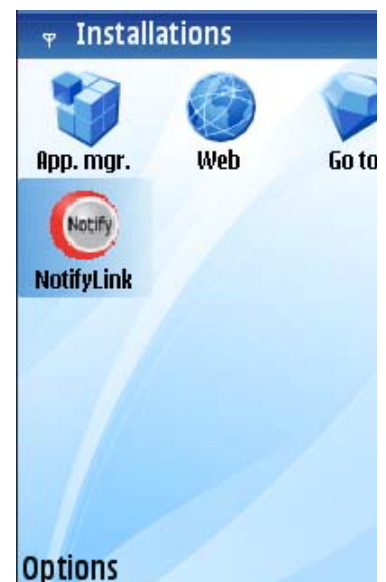 Installations
App. mgr.
Web
Go to
Notify
NotifyLink
Options